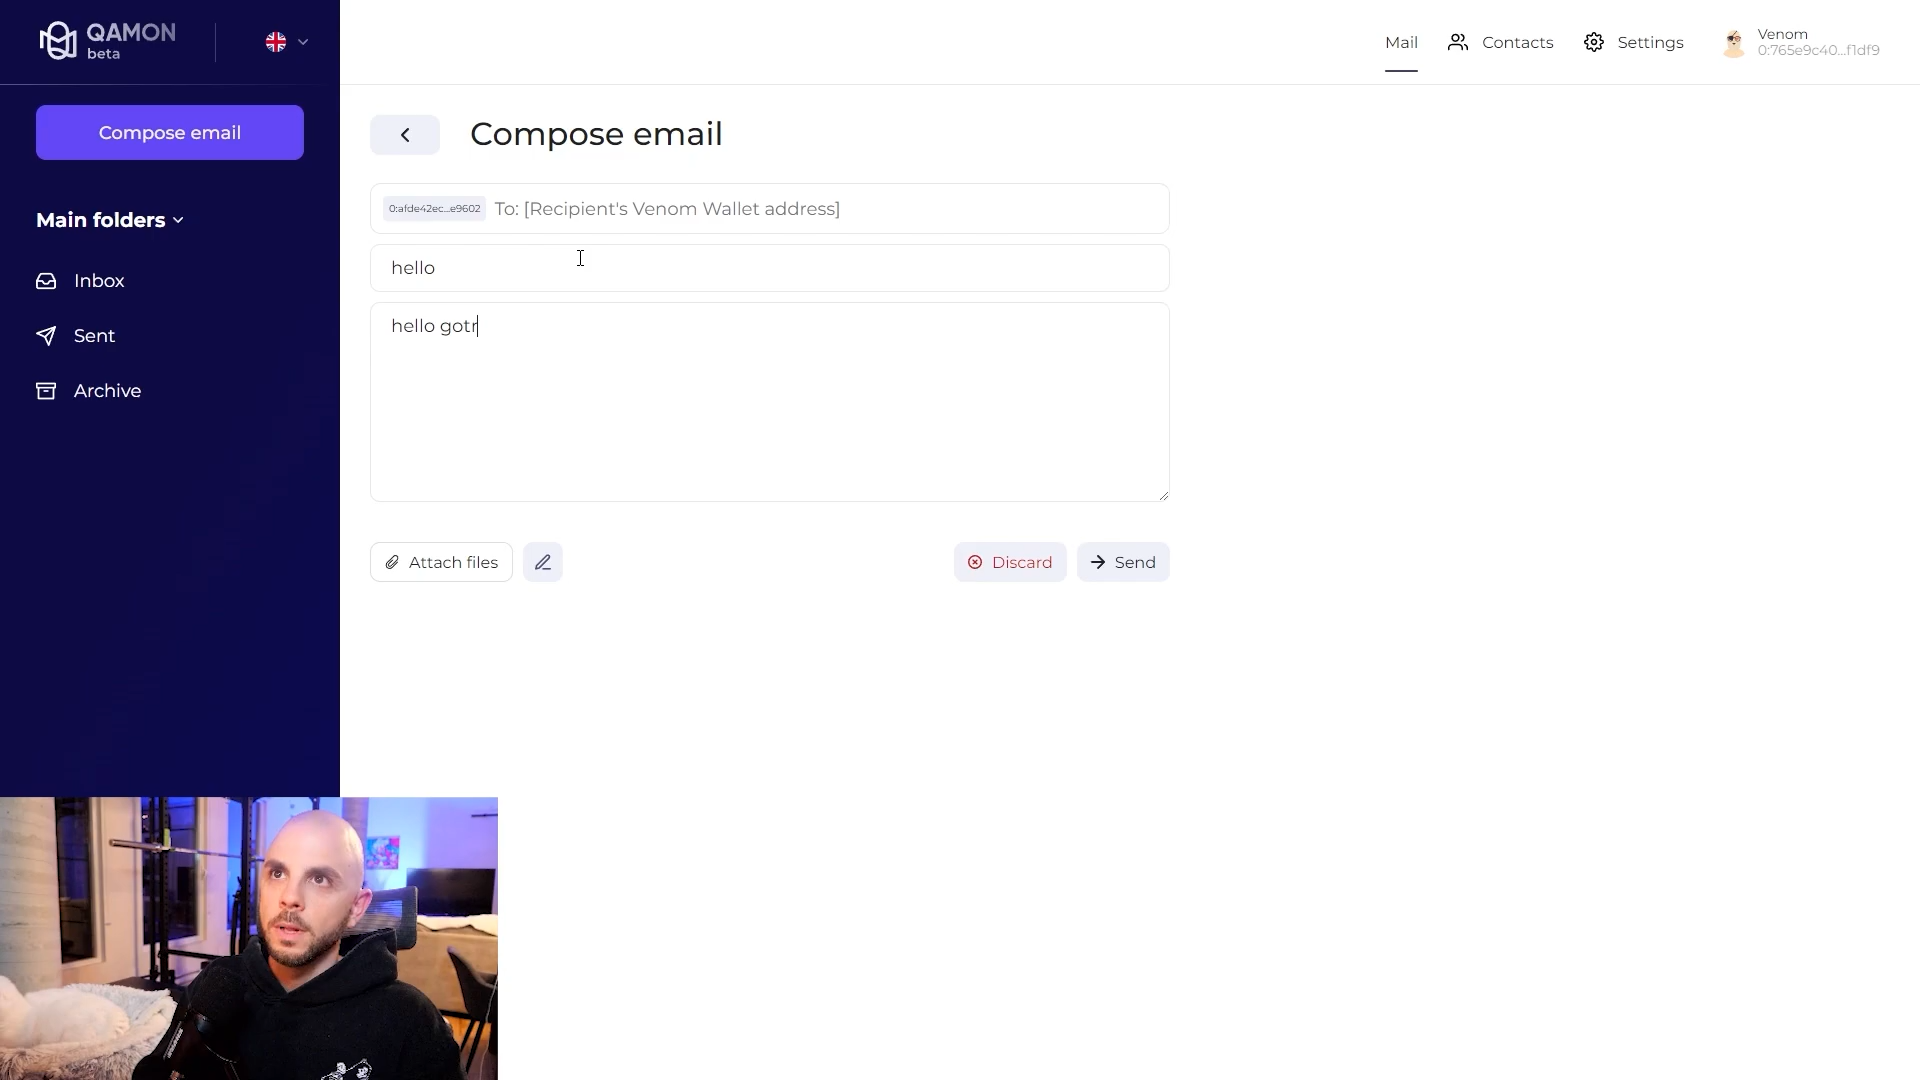 QAMON
beta
Mail
Contacts
Settings
Venom
0:765e9c40...f1df9
Compose email
Compose email
0:afde42ec...e9602 To: [Recipient's Venom Wallet address]
Main folders
hello
Inbox
hello gotr
Sent
Archive
Attach files
Discard
Send